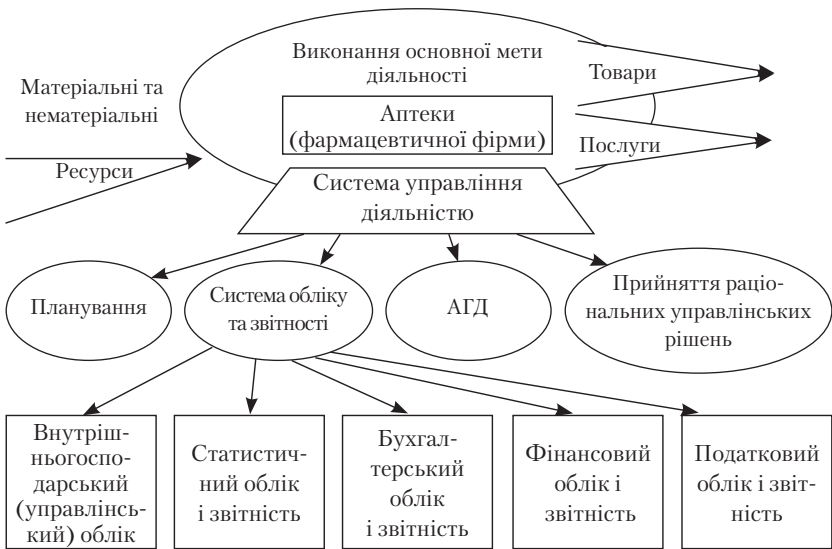 Виконання основної мети
діяльності
Товари
Матеріальні та
нематеріальні
Аптеки
(фармацевтичної фірми)
Послуги
Ресурси
Система управління
діяльністю
Планування
Система обліку
та звітності
АГД
Прийняття раціо-
нальних управлінських
рішень
Внутріш-
ньогоспо-
дарський
(управлінсь-
кий) облік
Статистич-
ний облік
і звітність
Бухгал-
терський
облік
і звітність
Фінансовий
облік і
звітність
Податковий
облік і звіт-
ність